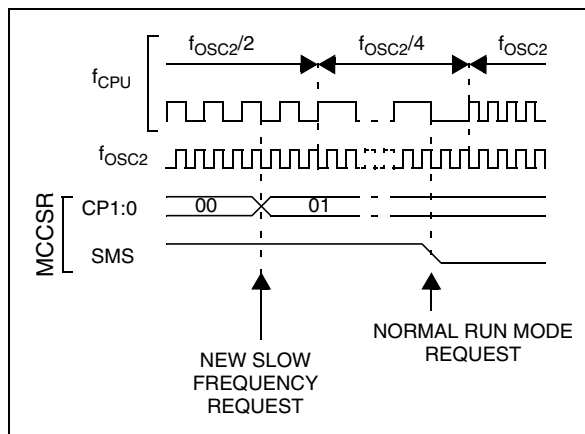 fOSC2/2 fOSC2/4 fOSC2
fCPU
fOSC2
MCCSR
CP1:0 00 01
SMS
NEW SLOW
FREQUENCY
REQUEST
NORMAL RUN MODE
REQUEST